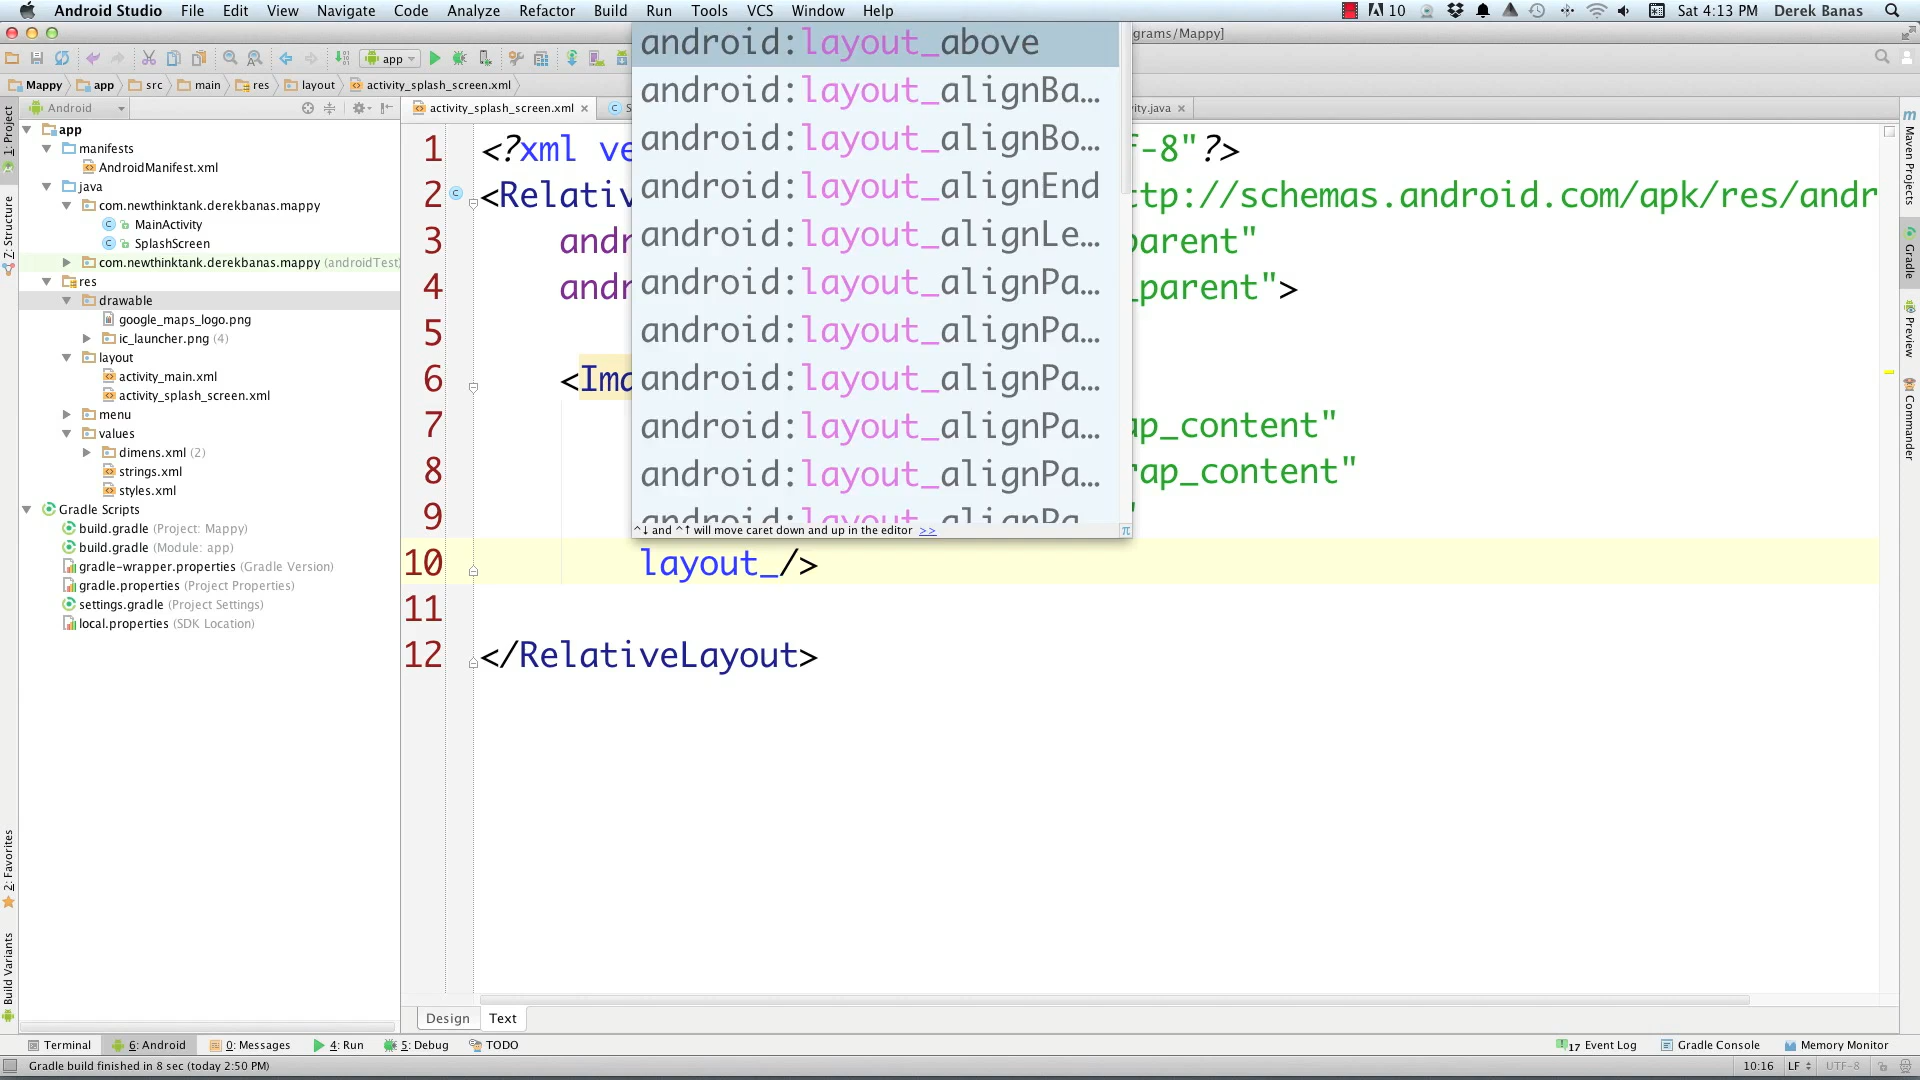 Android Studio File Edit View Navigate Code Analyze Refactor Build Run Tools VCS Window Help 10 Sat 4:13 PM Derek Banas
grams/Mappy]
app
Mappy app src main res layout activity_splash_screen.xml
Android
activity_splash_screen.xml
S
ity.java
1: Project
Z: Structure
2: Favorites
Build Variants
app
manifests
AndroidManifest.xml
java
com.newthinktank.derekbanas.mappy
MainActivity
SplashScreen
com.newthinktank.derekbanas.mappy (androidTest
res
drawable
google_maps_logo.png
ic_launcher.png (4)
layout
activity_main.xml
activity_splash_screen.xml
menu
values
dimens.xml (2)
strings.xml
styles.xml
Gradle Scripts
build.gradle (Project: Mappy)
build.gradle (Module: app)
gradle-wrapper.properties (Gradle Version)
gradle.properties (Project Properties)
settings.gradle (Project Settings)
local.properties (SDK Location)
1 <?xml ve f-8"?>
2 <Relativ ttp://schemas.android.com/apk/res/andr
3 andr parent"
4 andr _parent">
5
6 <Ima
7 ap_content"
8 rap_content"
9 "
10 layout_/>
11
12 </RelativeLayout>
android:layout_above
android:layout_alignBa…
android:layout_alignBo…
android:layout_alignEnd
android:layout_alignLe…
android:layout_alignPa…
android:layout_alignPa…
android:layout_alignPa…
android:layout_alignPa…
android:layout_alignPa…
android:layout_alignPa
^↓ and ^↑ will move caret down and up in the editor >> π
m Maven Projects
Gradle
Preview
Commander
Design Text
Terminal 6: Android 0: Messages 4: Run 5: Debug TODO 17 Event Log Gradle Console Memory Monitor
Gradle build finished in 8 sec (today 2:50 PM) 10:16 LF UTF-8